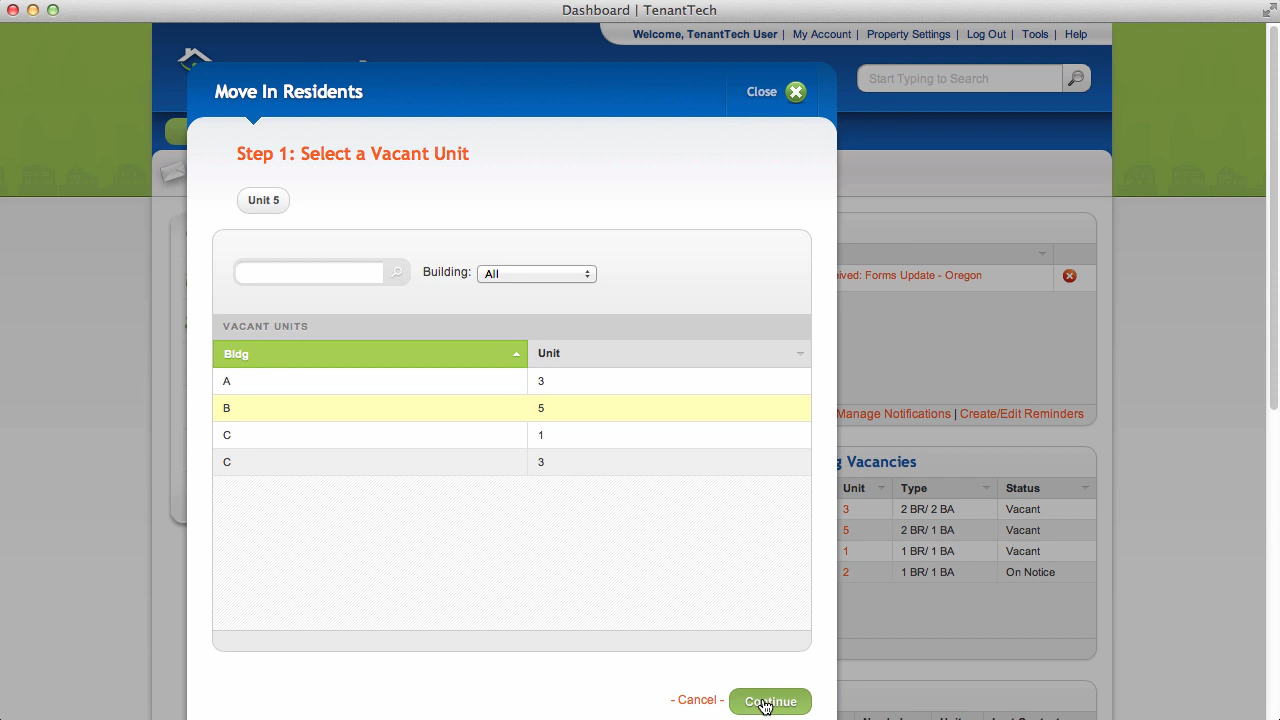 Dashboard | TenantTech
Welcome, TenantTech User | My Account | Property Settings | Log Out | Tools | Help
Start Typing to Search
Move In Residents
Close
Step 1: Select a Vacant Unit
Unit 5
Building: All
VACANT UNITS
Bldg Unit
A 3
B 5
C 1
C 3
- Cancel - Continue
ived: Forms Update - Oregon
Manage Notifications | Create/Edit Reminders
g Vacancies
Unit Type Status
3 2 BR/ 2 BA Vacant
5 2 BR/ 1 BA Vacant
1 1 BR/ 1 BA Vacant
2 1 BR/ 1 BA On Notice